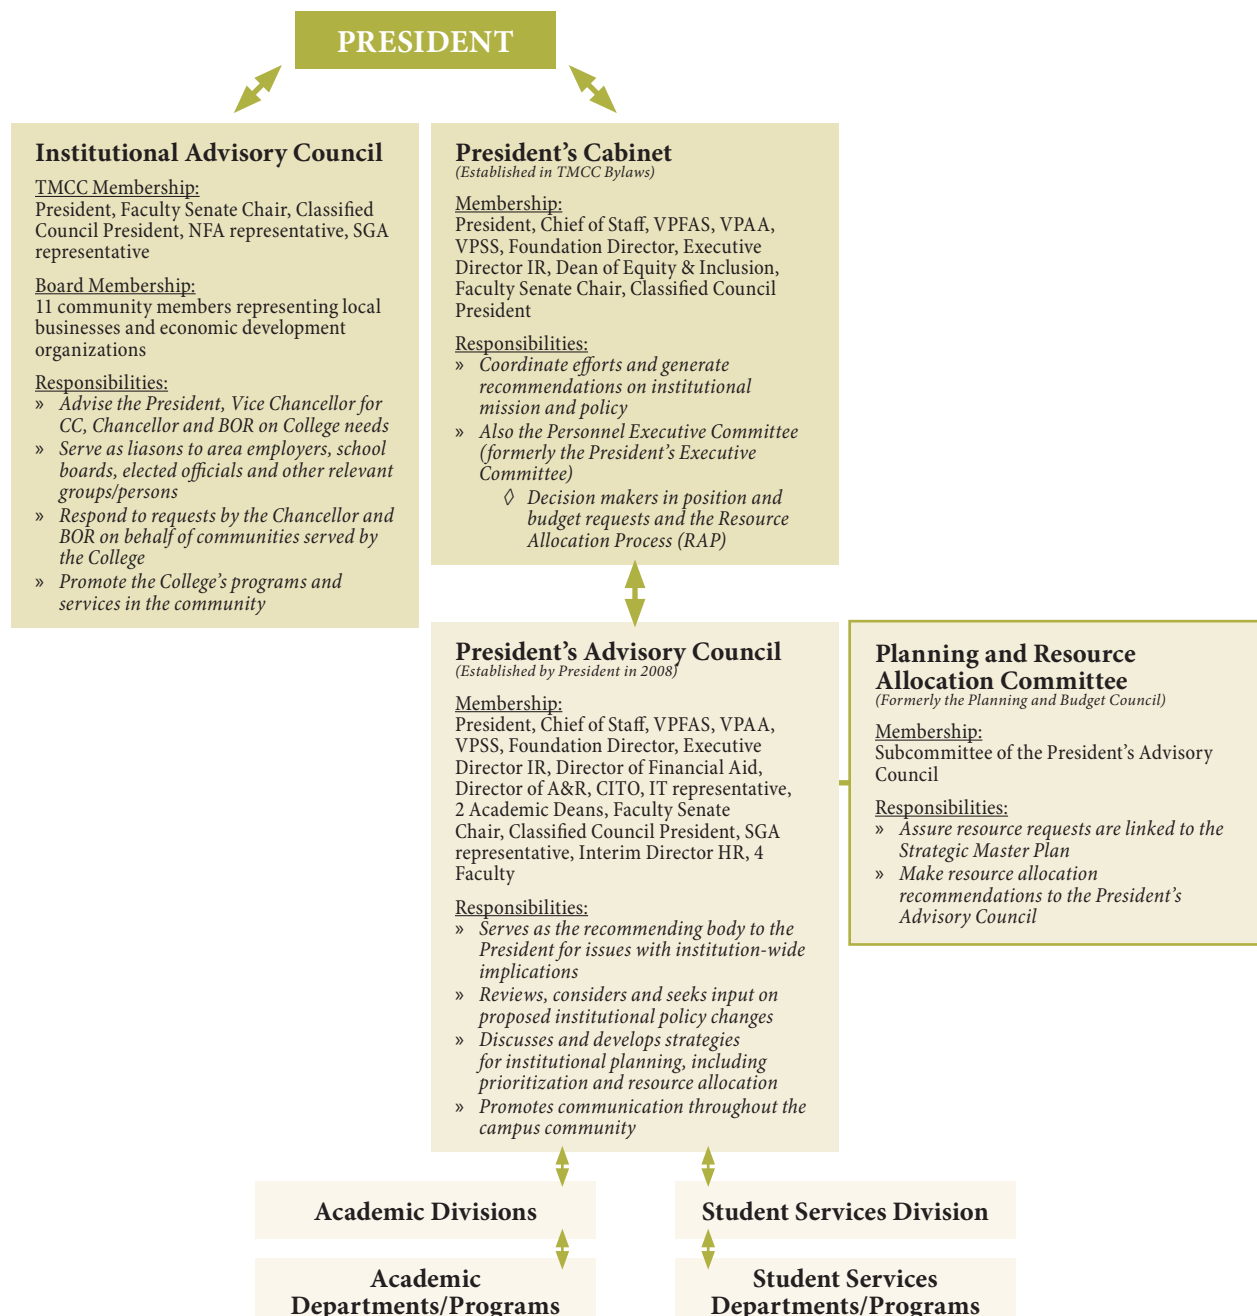 PRESIDENT
Institutional Advisory Council
TMCC Membership:
President, Faculty Senate Chair, Classified
Council President, NFA representative, SGA
representative
Board Membership:
11 community members representing local
businesses and economic development
organizations
Responsibilities:
» Advise the President, Vice Chancellor for
CC, Chancellor and BOR on College needs
» Serve as liasons to area employers, school
boards, elected officials and other relevant
groups/persons
» Respond to requests by the Chancellor and
BOR on behalf of communities served by
the College
» Promote the College's programs and
services in the community
President's Cabinet
(Established in TMCC Bylaws)
Membership:
President, Chief of Staff, VPFAS, VPAA,
VPSS, Foundation Director, Executive
Director IR, Dean of Equity & Inclusion,
Faculty Senate Chair, Classified Council
President
Responsibilities:
» Coordinate efforts and generate
recommendations on institutional
mission and policy
» Also the Personnel Executive Committee
(formerly the President's Executive
Committee)
◊ Decision makers in position and
budget requests and the Resource
Allocation Process (RAP)
President's Advisory Council
(Established by President in 2008)
Membership:
President, Chief of Staff, VPFAS, VPAA,
VPSS, Foundation Director, Executive
Director IR, Director of Financial Aid,
Director of A&R, CITO, IT representative,
2 Academic Deans, Faculty Senate
Chair, Classified Council President, SGA
representative, Interim Director HR, 4
Faculty
Responsibilities:
» Serves as the recommending body to the
President for issues with institution-wide
implications
» Reviews, considers and seeks input on
proposed institutional policy changes
» Discusses and develops strategies
for institutional planning, including
prioritization and resource allocation
» Promotes communication throughout the
campus community
Planning and Resource
Allocation Committee
(Formerly the Planning and Budget Council)
Membership:
Subcommittee of the President's Advisory
Council
Responsibilities:
» Assure resource requests are linked to the
Strategic Master Plan
» Make resource allocation
recommendations to the President's
Advisory Council
Academic Divisions
Student Services Division
Academic
Departments/Programs
Student Services
Departments/Programs